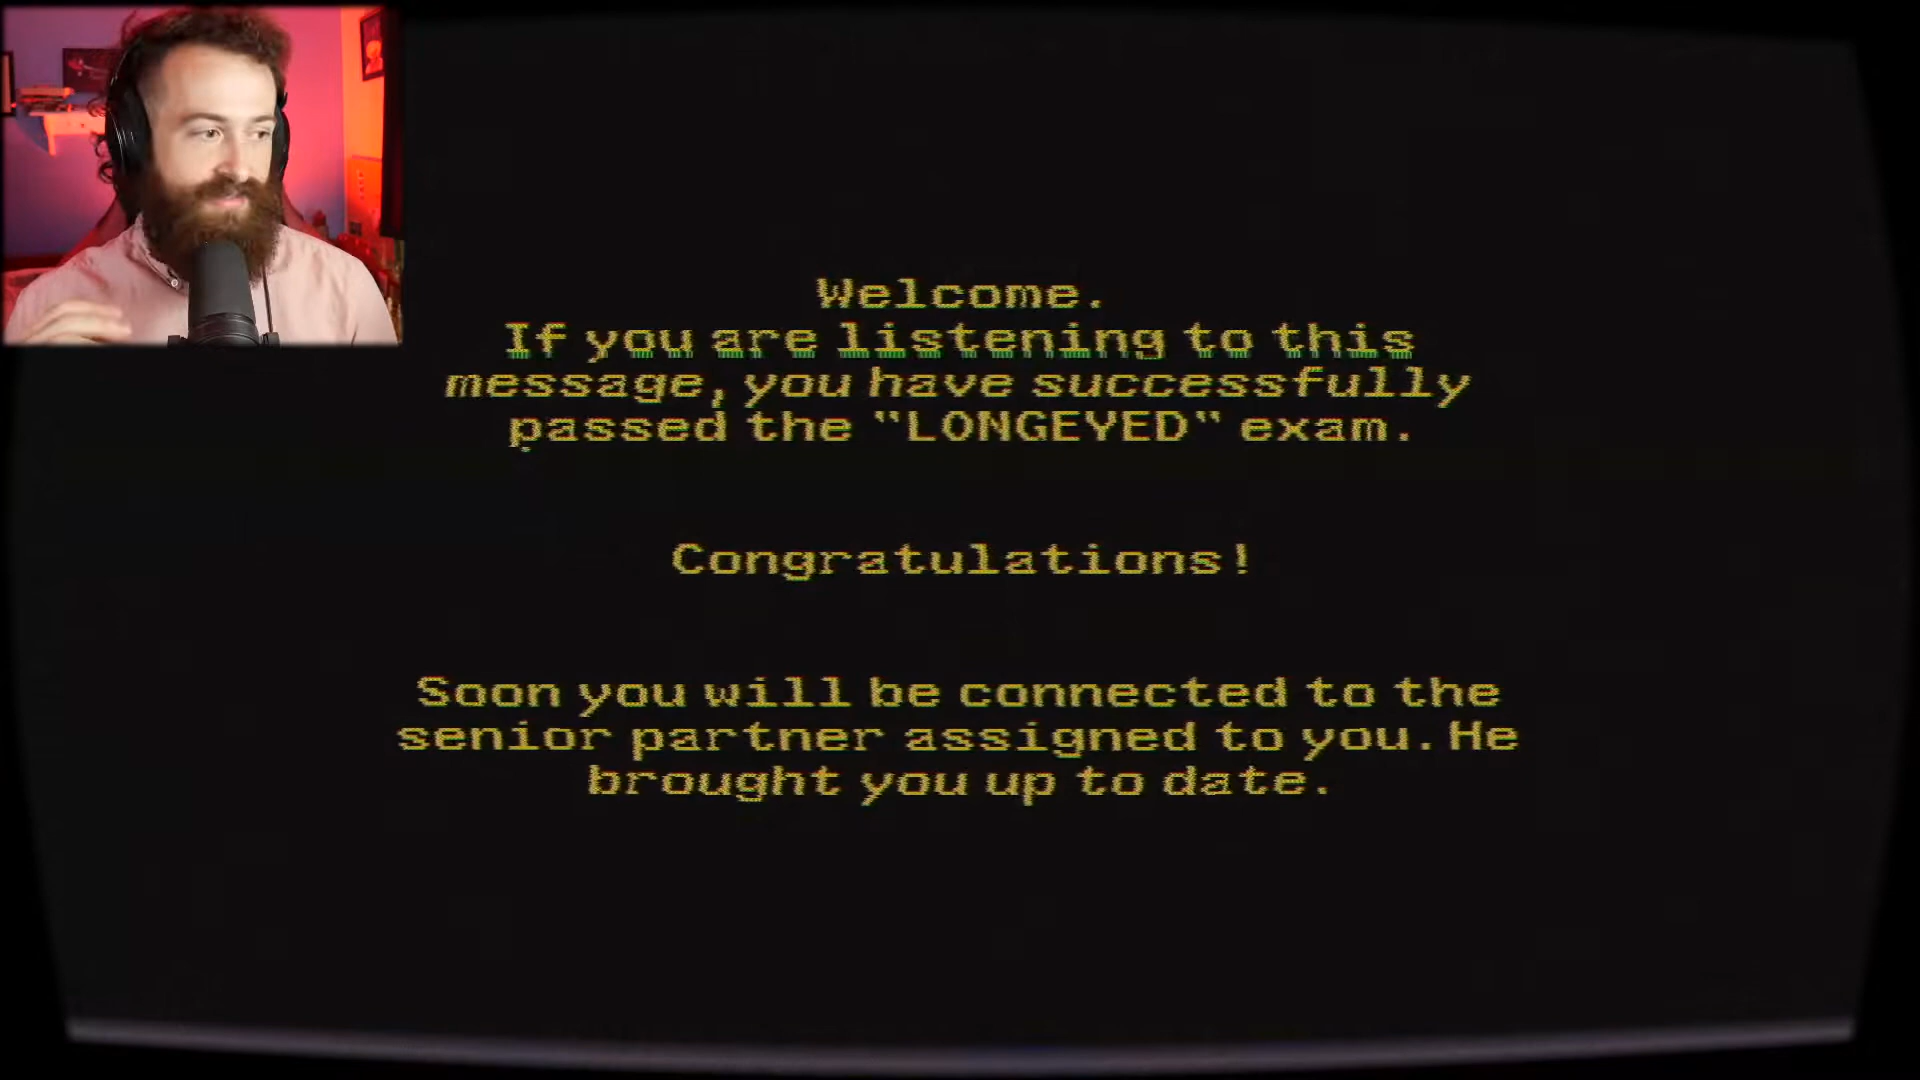 Welcome.
If you are listening to this
message, you have successfully
passed the "LONGEYED" exam.
Congratulations!
Soon you will be connected to the
senior partner assigned to you. He
brought you up to date.